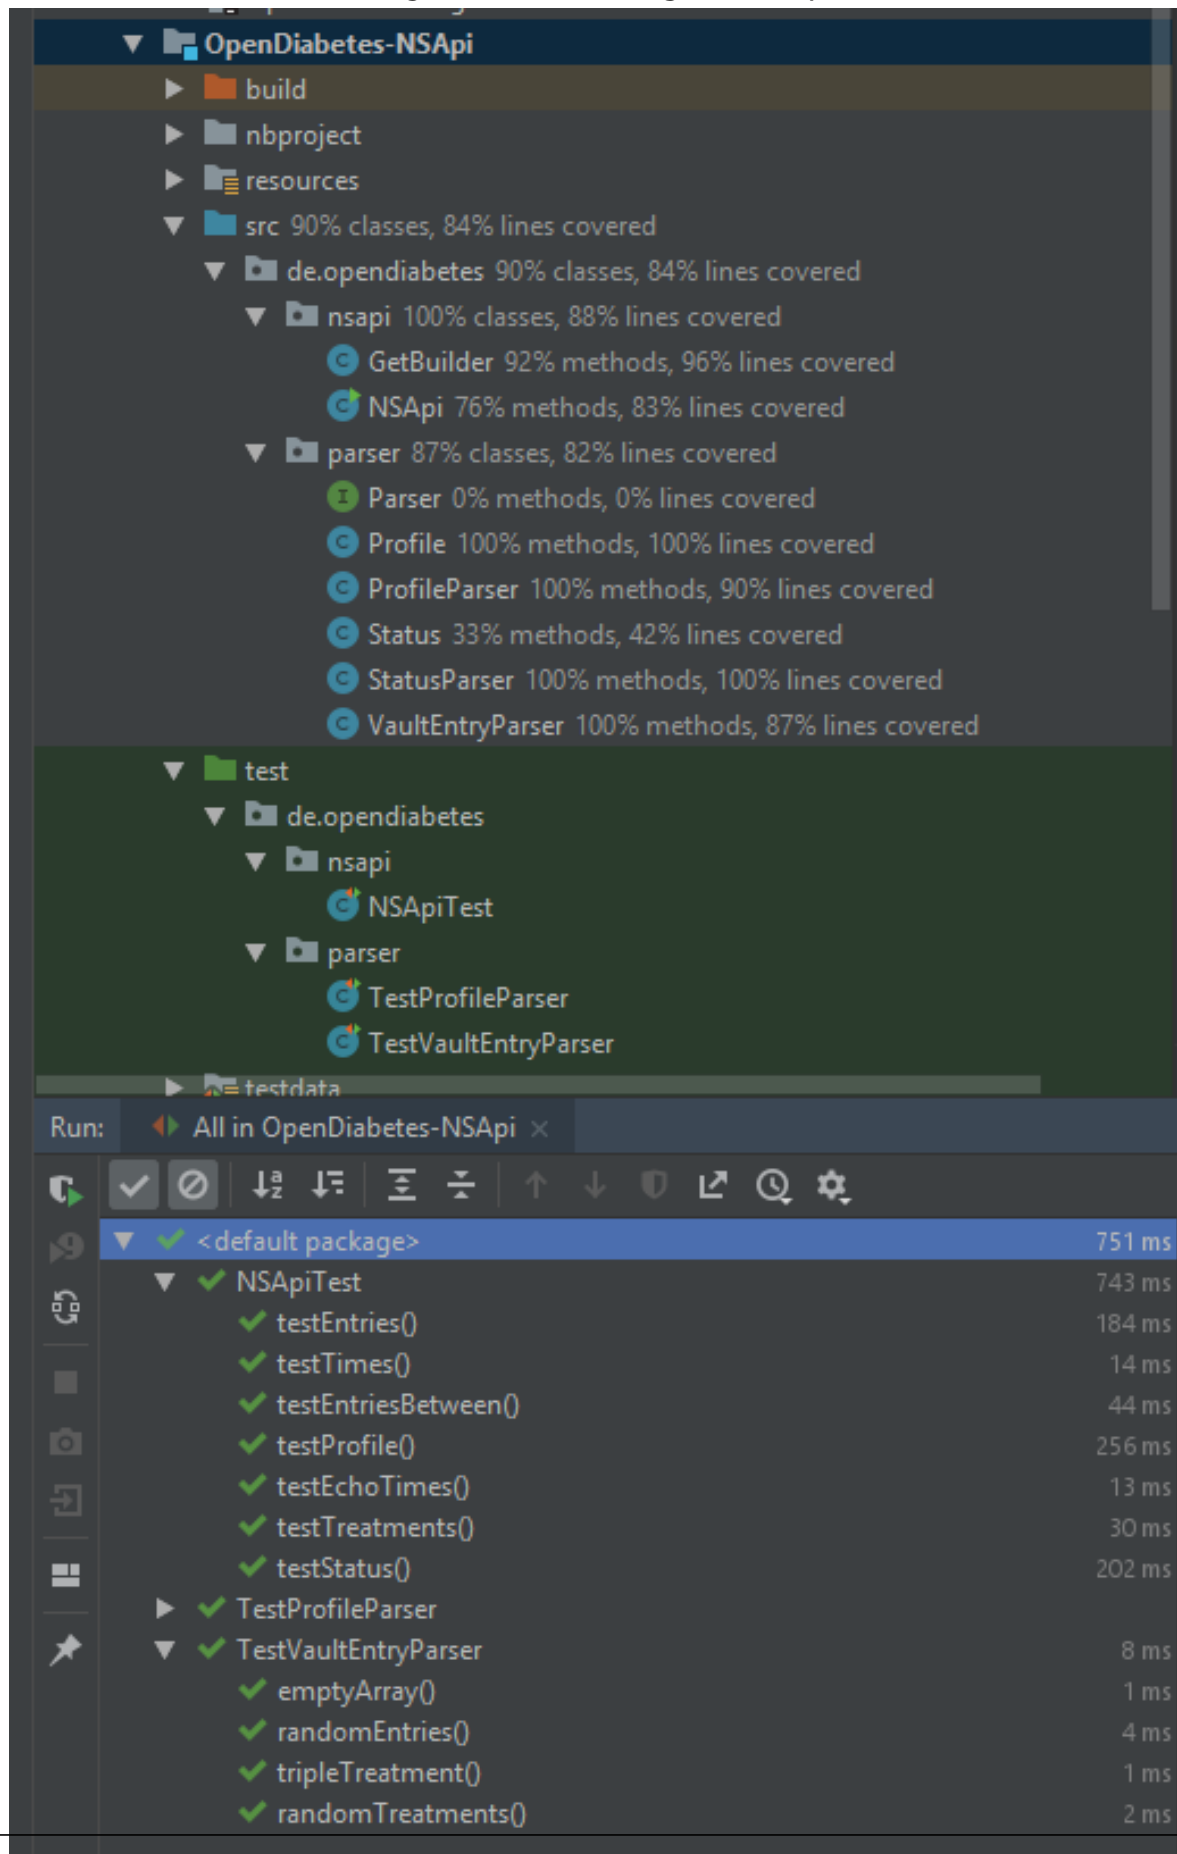 OpenDiabetes-NSApi
build
nbproject
resources
src 90% classes, 84% lines covered
de.opendiabetes 90% classes, 84% lines covered
nsapi 100% classes, 88% lines covered
GetBuilder 92% methods, 96% lines covered
NSApi 76% methods, 83% lines covered
parser 87% classes, 82% lines covered
Parser 0% methods, 0% lines covered
Profile 100% methods, 100% lines covered
ProfileParser 100% methods, 90% lines covered
Status 33% methods, 42% lines covered
StatusParser 100% methods, 100% lines covered
VaultEntryParser 100% methods, 87% lines covered
test
de.opendiabetes
nsapi
NSApiTest
parser
TestProfileParser
TestVaultEntryParser
testdata
Run: All in OpenDiabetes-NSApi
<default package> 751 ms
NSApiTest 743 ms
testEntries() 184 ms
testTimes() 14 ms
testEntriesBetween() 44 ms
testProfile() 256 ms
testEchoTimes() 13 ms
testTreatments() 30 ms
testStatus() 202 ms
TestProfileParser
TestVaultEntryParser 8 ms
emptyArray() 1 ms
randomEntries() 4 ms
tripleTreatment() 1 ms
randomTreatments() 2 ms